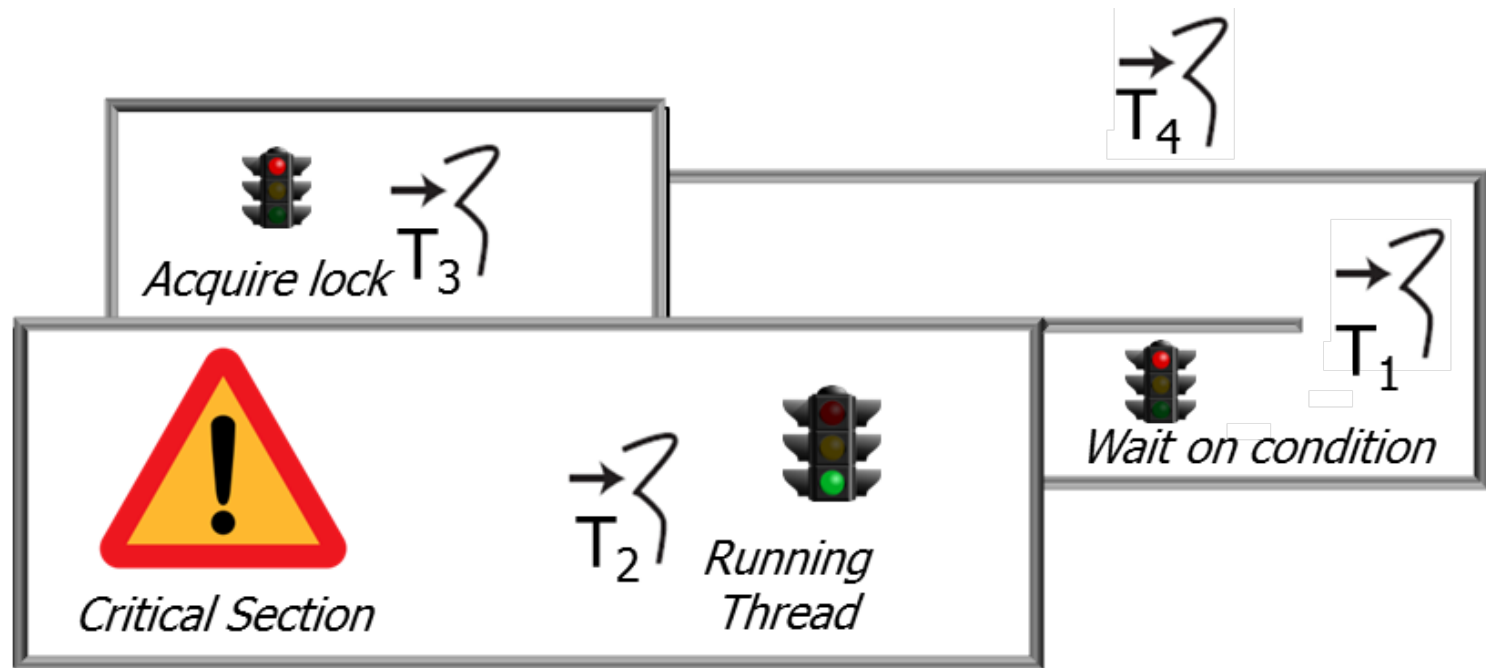 T4
T3
Acquire lock
T1
Wait on condition
T2
Running
Thread
Critical Section